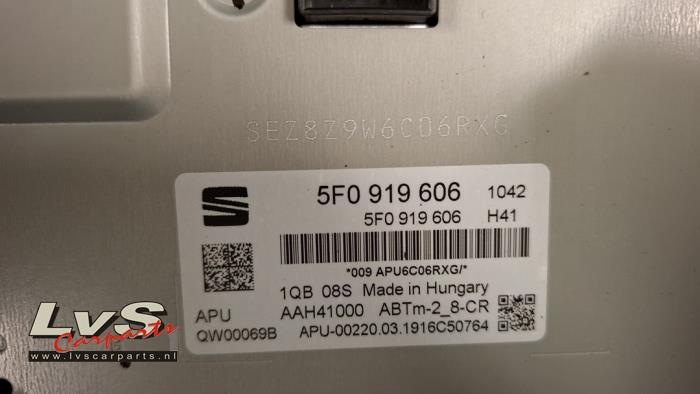 SEZ8Z9W6C06RXG
5F0 919 606 1042
5F0 919 606 H41
*009 APU6C06RXG/*
1QB 08S Made in Hungary
APU AAH41000 ABTm-2_8-CR
QW00069B APU-00220.03.1916C50764
LvS
Carparts
www.lvscarparts.nl